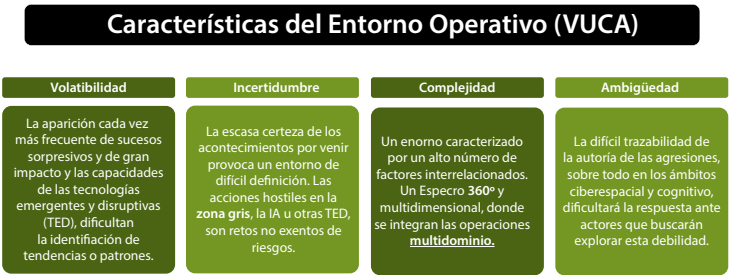 Características del Entorno Operativo (VUCA)
Volatibilidad
La aparición cada vez
más frecuente de sucesos
sorpresivos y de gran
impacto y las capacidades
de las tecnologías
emergentes y disruptivas
(TED), dificultan
la identifiación de
tendencias o patrones.
Incertidumbre
La escasa certeza de los
acontecimientos por venir
provoca un entorno de
difícil definición. Las
acciones hostiles en la
zona gris, la IA u otras TED,
son retos no exentos de
riesgos.
Complejidad
Un enorno caracterizado
por un alto número de
factores interrelacionados.
Un Especro 360º y
multidimensional, donde
se integran las operaciones
multidominio.
Ambigüedad
La difícil trazabilidad de
la autoría de las agresiones,
sobre todo en los ámbitos
ciberespacial y cognitivo,
dificultará la respuesta ante
actores que buscarán
explorar esta debilidad.